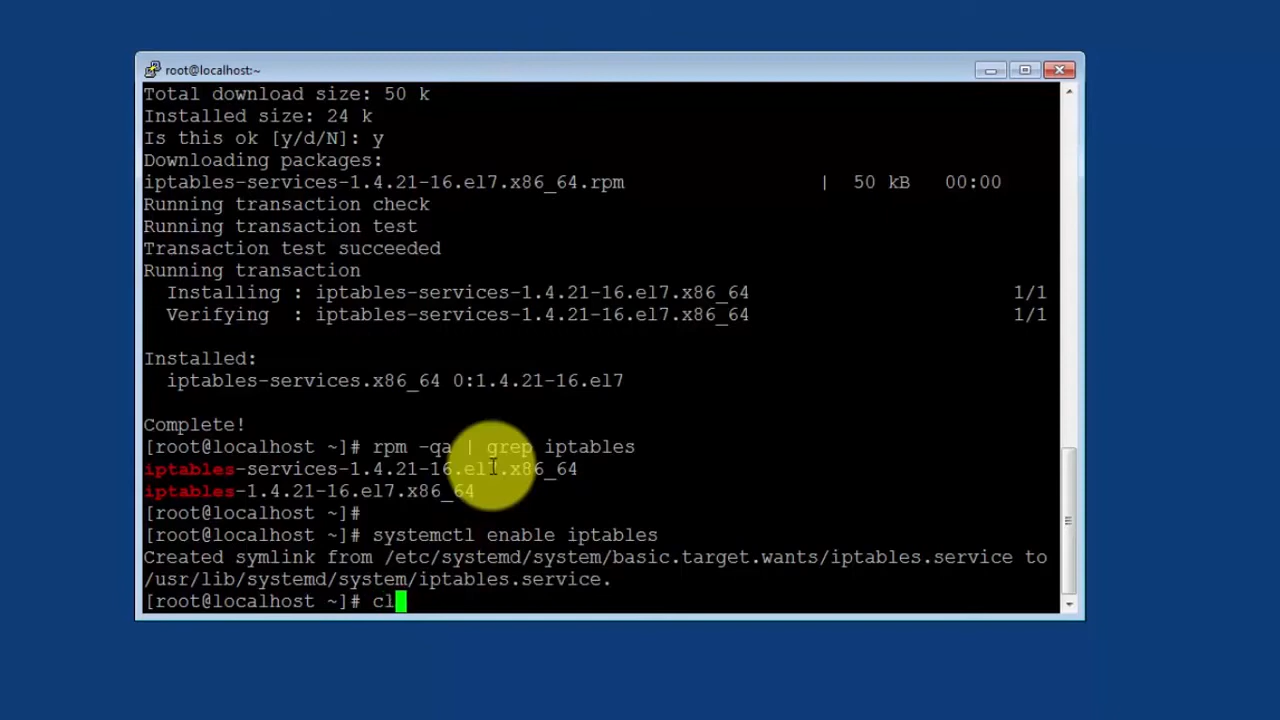 root@localhost:~
Total download size: 50 k
Installed size: 24 k
Is this ok [y/d/N]: y
Downloading packages:
iptables-services-1.4.21-16.el7.x86_64.rpm | 50 kB 00:00
Running transaction check
Running transaction test
Transaction test succeeded
Running transaction
Installing : iptables-services-1.4.21-16.el7.x86_64 1/1
Verifying : iptables-services-1.4.21-16.el7.x86_64 1/1
Installed:
iptables-services.x86_64 0:1.4.21-16.el7
Complete!
[root@localhost ~]# rpm -qa | grep iptables
iptables-services-1.4.21-16.el7.x86_64
iptables-1.4.21-16.el7.x86_64
[root@localhost ~]#
[root@localhost ~]# systemctl enable iptables
Created symlink from /etc/systemd/system/basic.target.wants/iptables.service to
/usr/lib/systemd/system/iptables.service.
[root@localhost ~]# cl